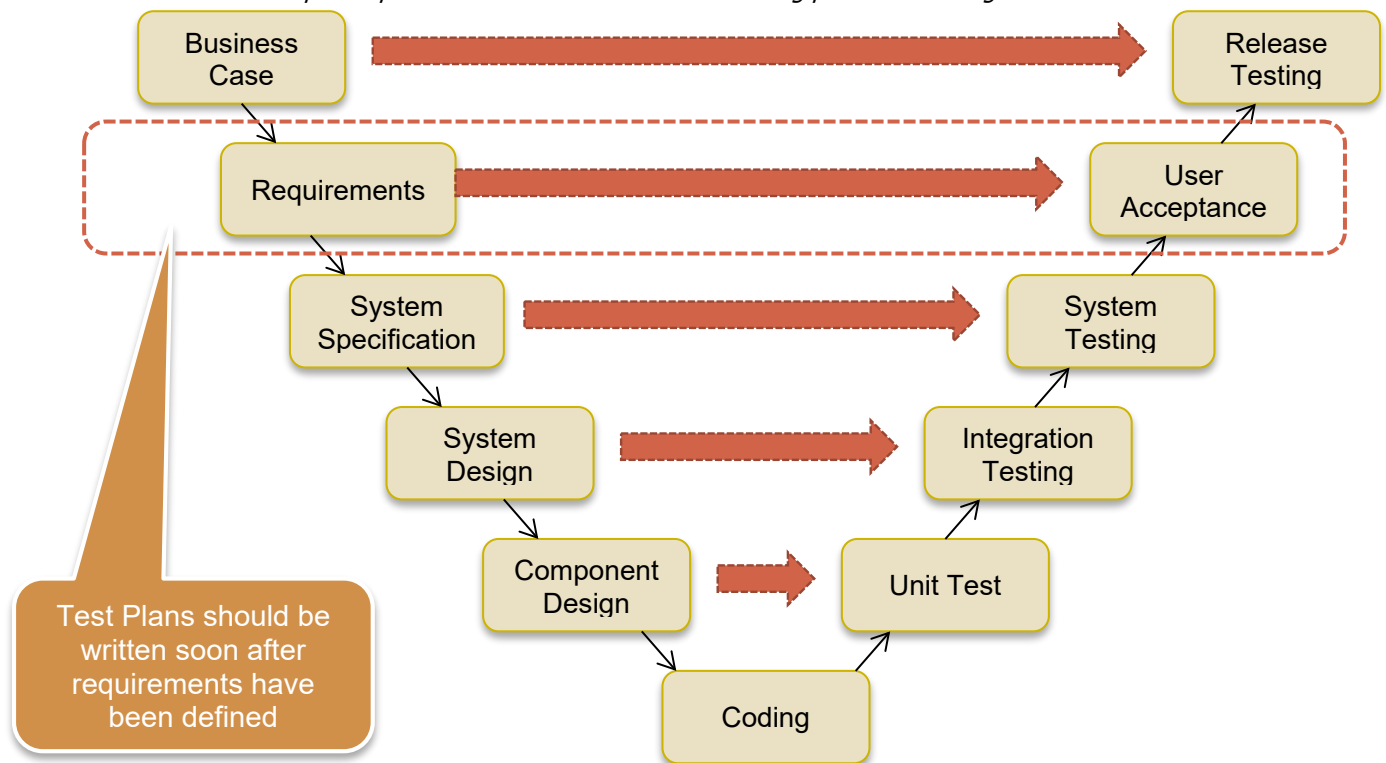 Business
Case
Release
Testing
Requirements
User
Acceptance
System
Specification
System
Testing
System
Design
Integration
Testing
Component
Design
Unit Test
Test Plans should be
written soon after
requirements have
been defined
Coding